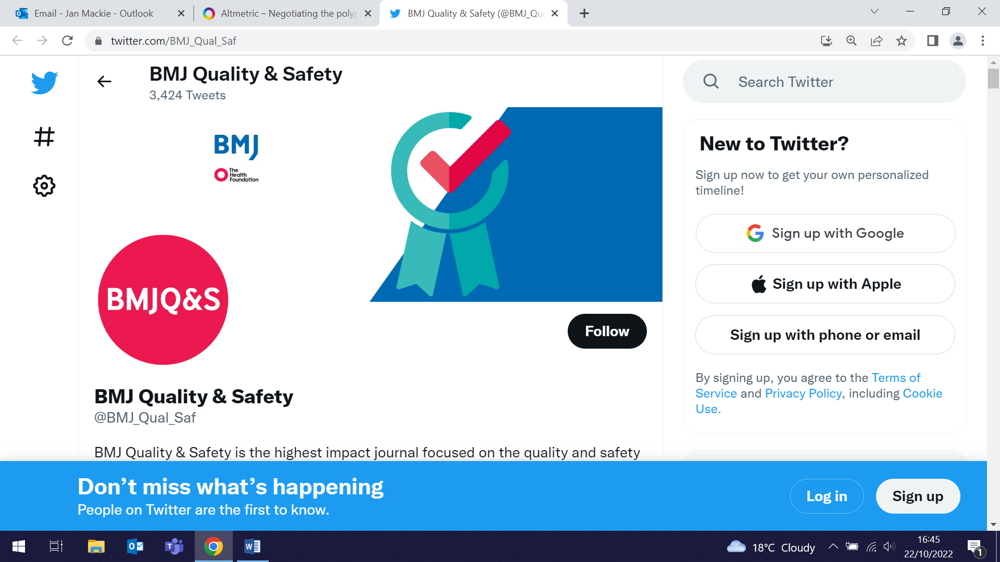 Email - Jan Mackie - Outlook
Altmetric – Negotiating the polyp
BMJ Quality & Safety (@BMJ_Qua
twitter.com/BMJ_Qual_Saf
BMJ Quality & Safety
3,424 Tweets
BMJ
The
Health
Foundation
BMJQ&S
Follow
BMJ Quality & Safety
@BMJ_Qual_Saf
BMJ Quality & Safety is the highest impact journal focused on the quality and safety
Search Twitter
New to Twitter?
Sign up now to get your own personalized
timeline!
Sign up with Google
Sign up with Apple
Sign up with phone or email
By signing up, you agree to the Terms of
Service and Privacy Policy, including Cookie
Use.
Don’t miss what’s happening
People on Twitter are the first to know.
Log in
Sign up
18°C Cloudy
16:45
22/10/2022
1